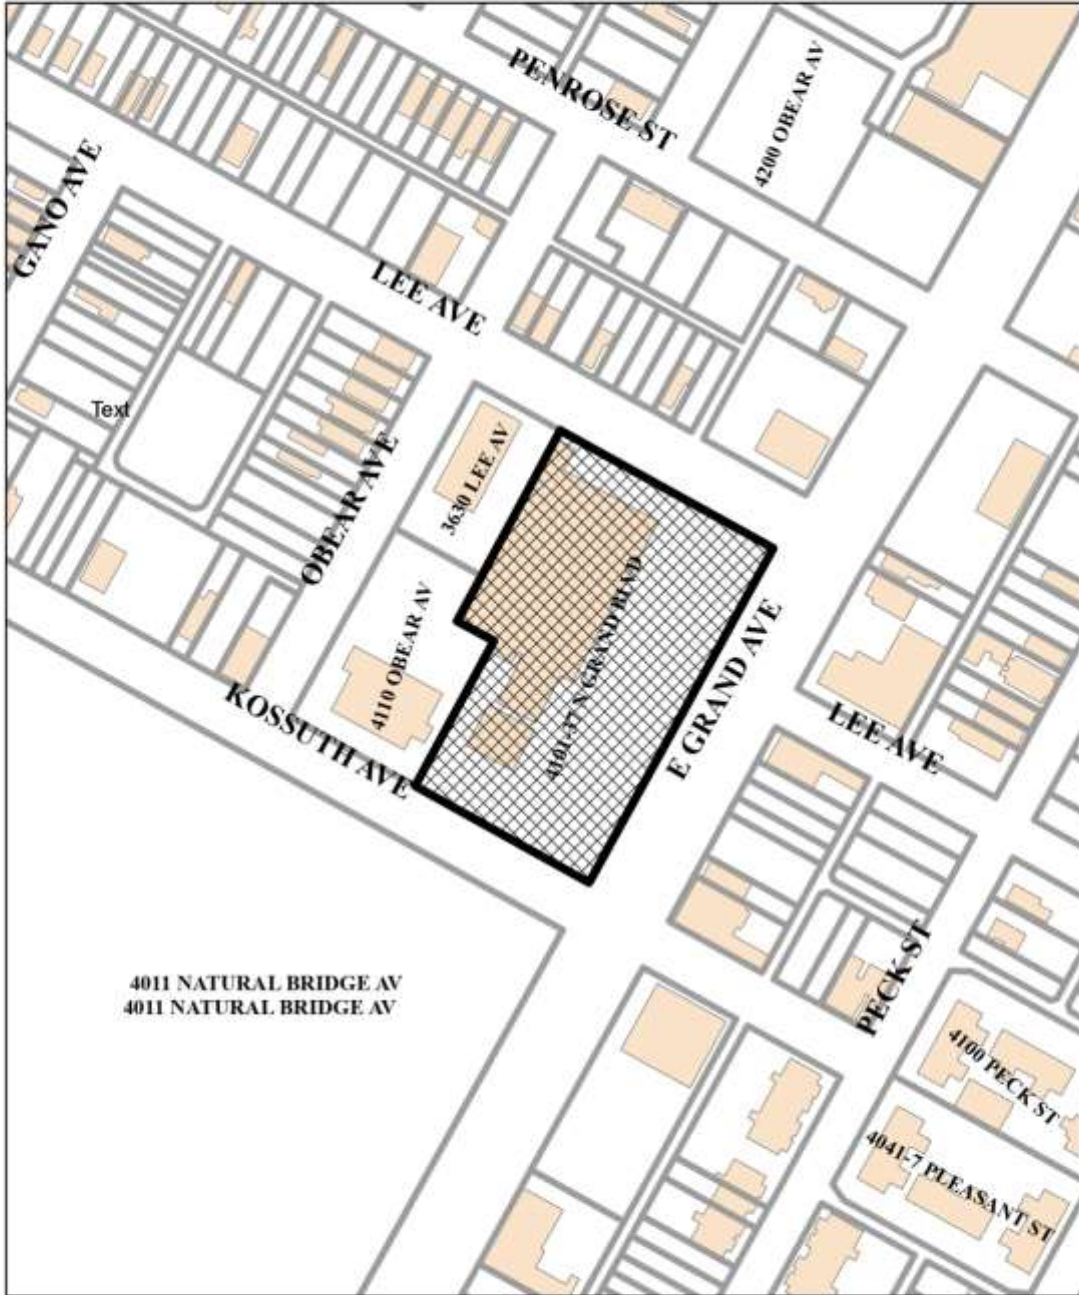 PENROSE ST
4200 OBEAR AV
GANO AVE
LEE AVE
Text
3630 LEE AV
OBEAR AVE
4101-37 N GRAND BLVD
4110 OBEAR AV
E GRAND AVE
KOSSUTH AVE
LEE AVE
4011 NATURAL BRIDGE AV
4011 NATURAL BRIDGE AV
PECK ST
4100 PECK ST
4041-7 PLEASANT ST